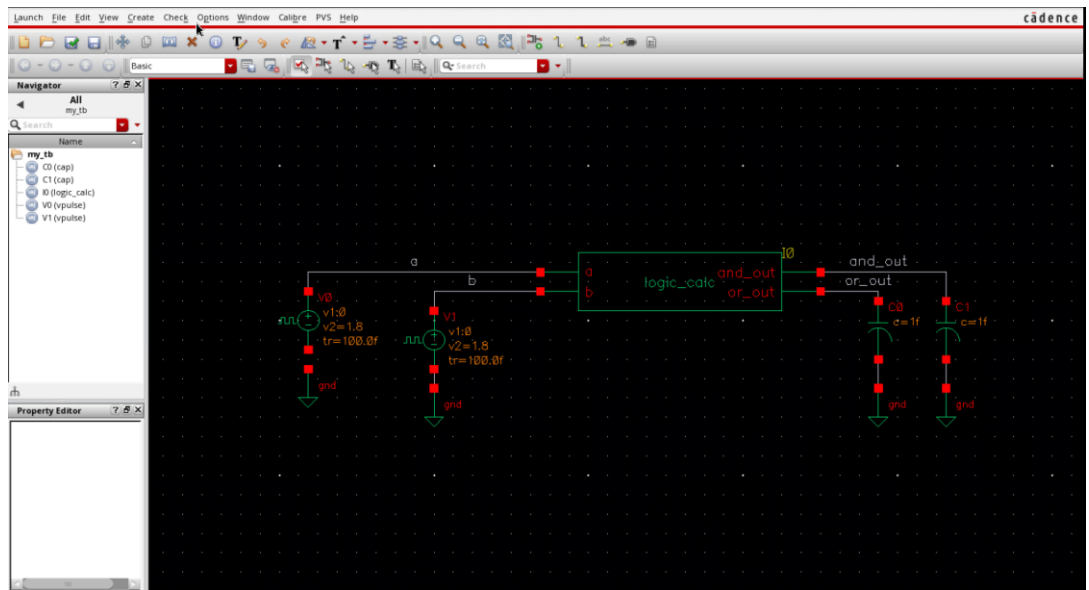 Launch File Edit View Create Check Options Window Calibre PVS Help
cādence
Basic
Search
Navigator
All
my_tb
Search
Name
my_tb
C0 (cap)
C1 (cap)
I0 (logic_calc)
V0 (vpulse)
V1 (vpulse)
Property Editor
a
b
V0
v1:0
v2=1.8
tr=100.0f
gnd
V1
v1:0
v2=1.8
tr=100.0f
gnd
I0
a
b
logic_calc
and_out
or_out
and_out
or_out
C0
c=1f
gnd
C1
c=1f
gnd